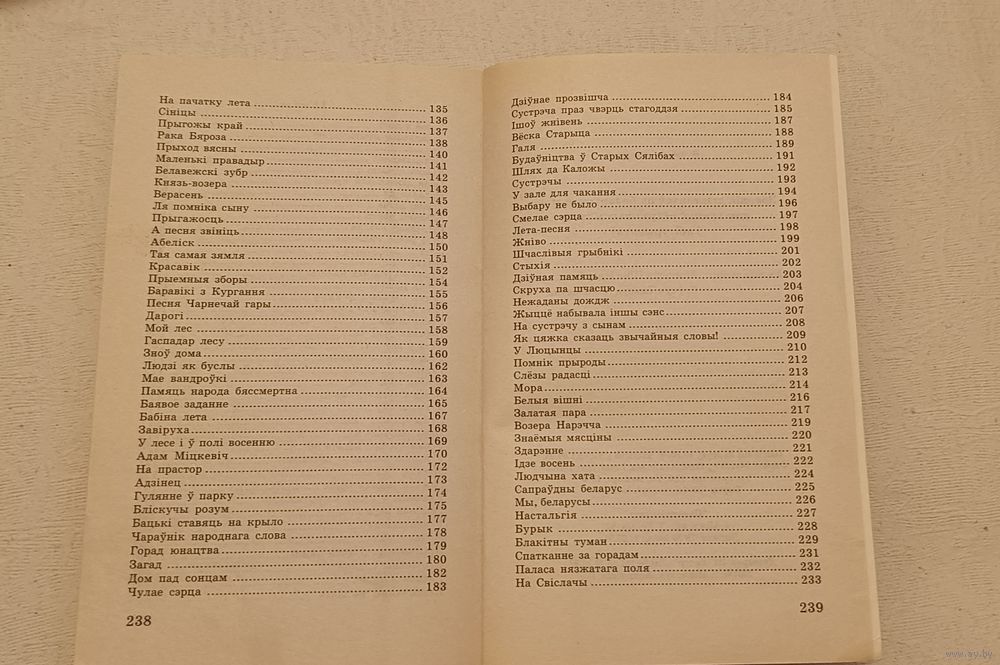 На пачатку лета 135
Сініцы 136
Прыгожы край 137
Рака Бяроза 138
Прыход вясны 140
Маленькі правадыр 141
Белавежскі зубр 142
Князь-возера 143
Верасень 145
Ля помніка сыну 146
Прыгажосць 147
А песня звініць 148
Абеліск 150
Тая самая зямля 151
Красавік 152
Прыемныя зборы 154
Баравікі з Кургання 155
Песня Чарнечай гары 156
Дарогі 157
Мой лес 158
Гаспадар лесу 159
Зноў дома 160
Людзі як буслы 162
Мае вандроўкі 163
Памяць народа бяссмертна 164
Баявое заданне 165
Бабіна лета 167
Завіруха 168
У лесе і ў полі восенню 169
Адам Міцкевіч 170
На прастор 172
Адзінец 173
Гулянне ў парку 174
Бліскучы розум 175
Бацькі ставяць на крыло 177
Чараўнік народнага слова 178
Горад юнацтва 179
Загад 180
Дом пад сонцам 182
Чулае сэрца 183
238
Дзіўнае прозвішча 184
Сустрэча праз чвэрць стагоддзя 185
Ішоў жнівень 187
Вёска Старыца 188
Галя 189
Будаўніцтва ў Старых Сялібах 191
Шлях да Каложы 192
Сустрэчы 193
У зале для чакання 194
Выбару не было 196
Смелае сэрца 197
Лета-песня 198
Жніво 199
Шчаслівыя грыбнікі 201
Стыхія 202
Дзіўная памяць 203
Скруха па шчасцю 204
Нежаданы дождж 206
Жыццё набывала іншы сэнс 207
На сустрэчу з сынам 208
Як цяжка сказаць звычайныя словы! 209
У Люцынцы 210
Помнік прыроды 212
Слёзы радасці 213
Мора 214
Белыя вішні 216
Залатая пара 217
Возера Нарэчча 219
Знаёмыя мясціны 220
Здарэнне 221
Ідзе восень 222
Людчына хата 224
Сапраўдны беларус 225
Мы, беларусы 226
Настальгія 227
Бурык 228
Блакітны туман 229
Спатканне за горадам 231
Паласа нязжатага поля 232
На Свіслачы 233
239
www.ay.by